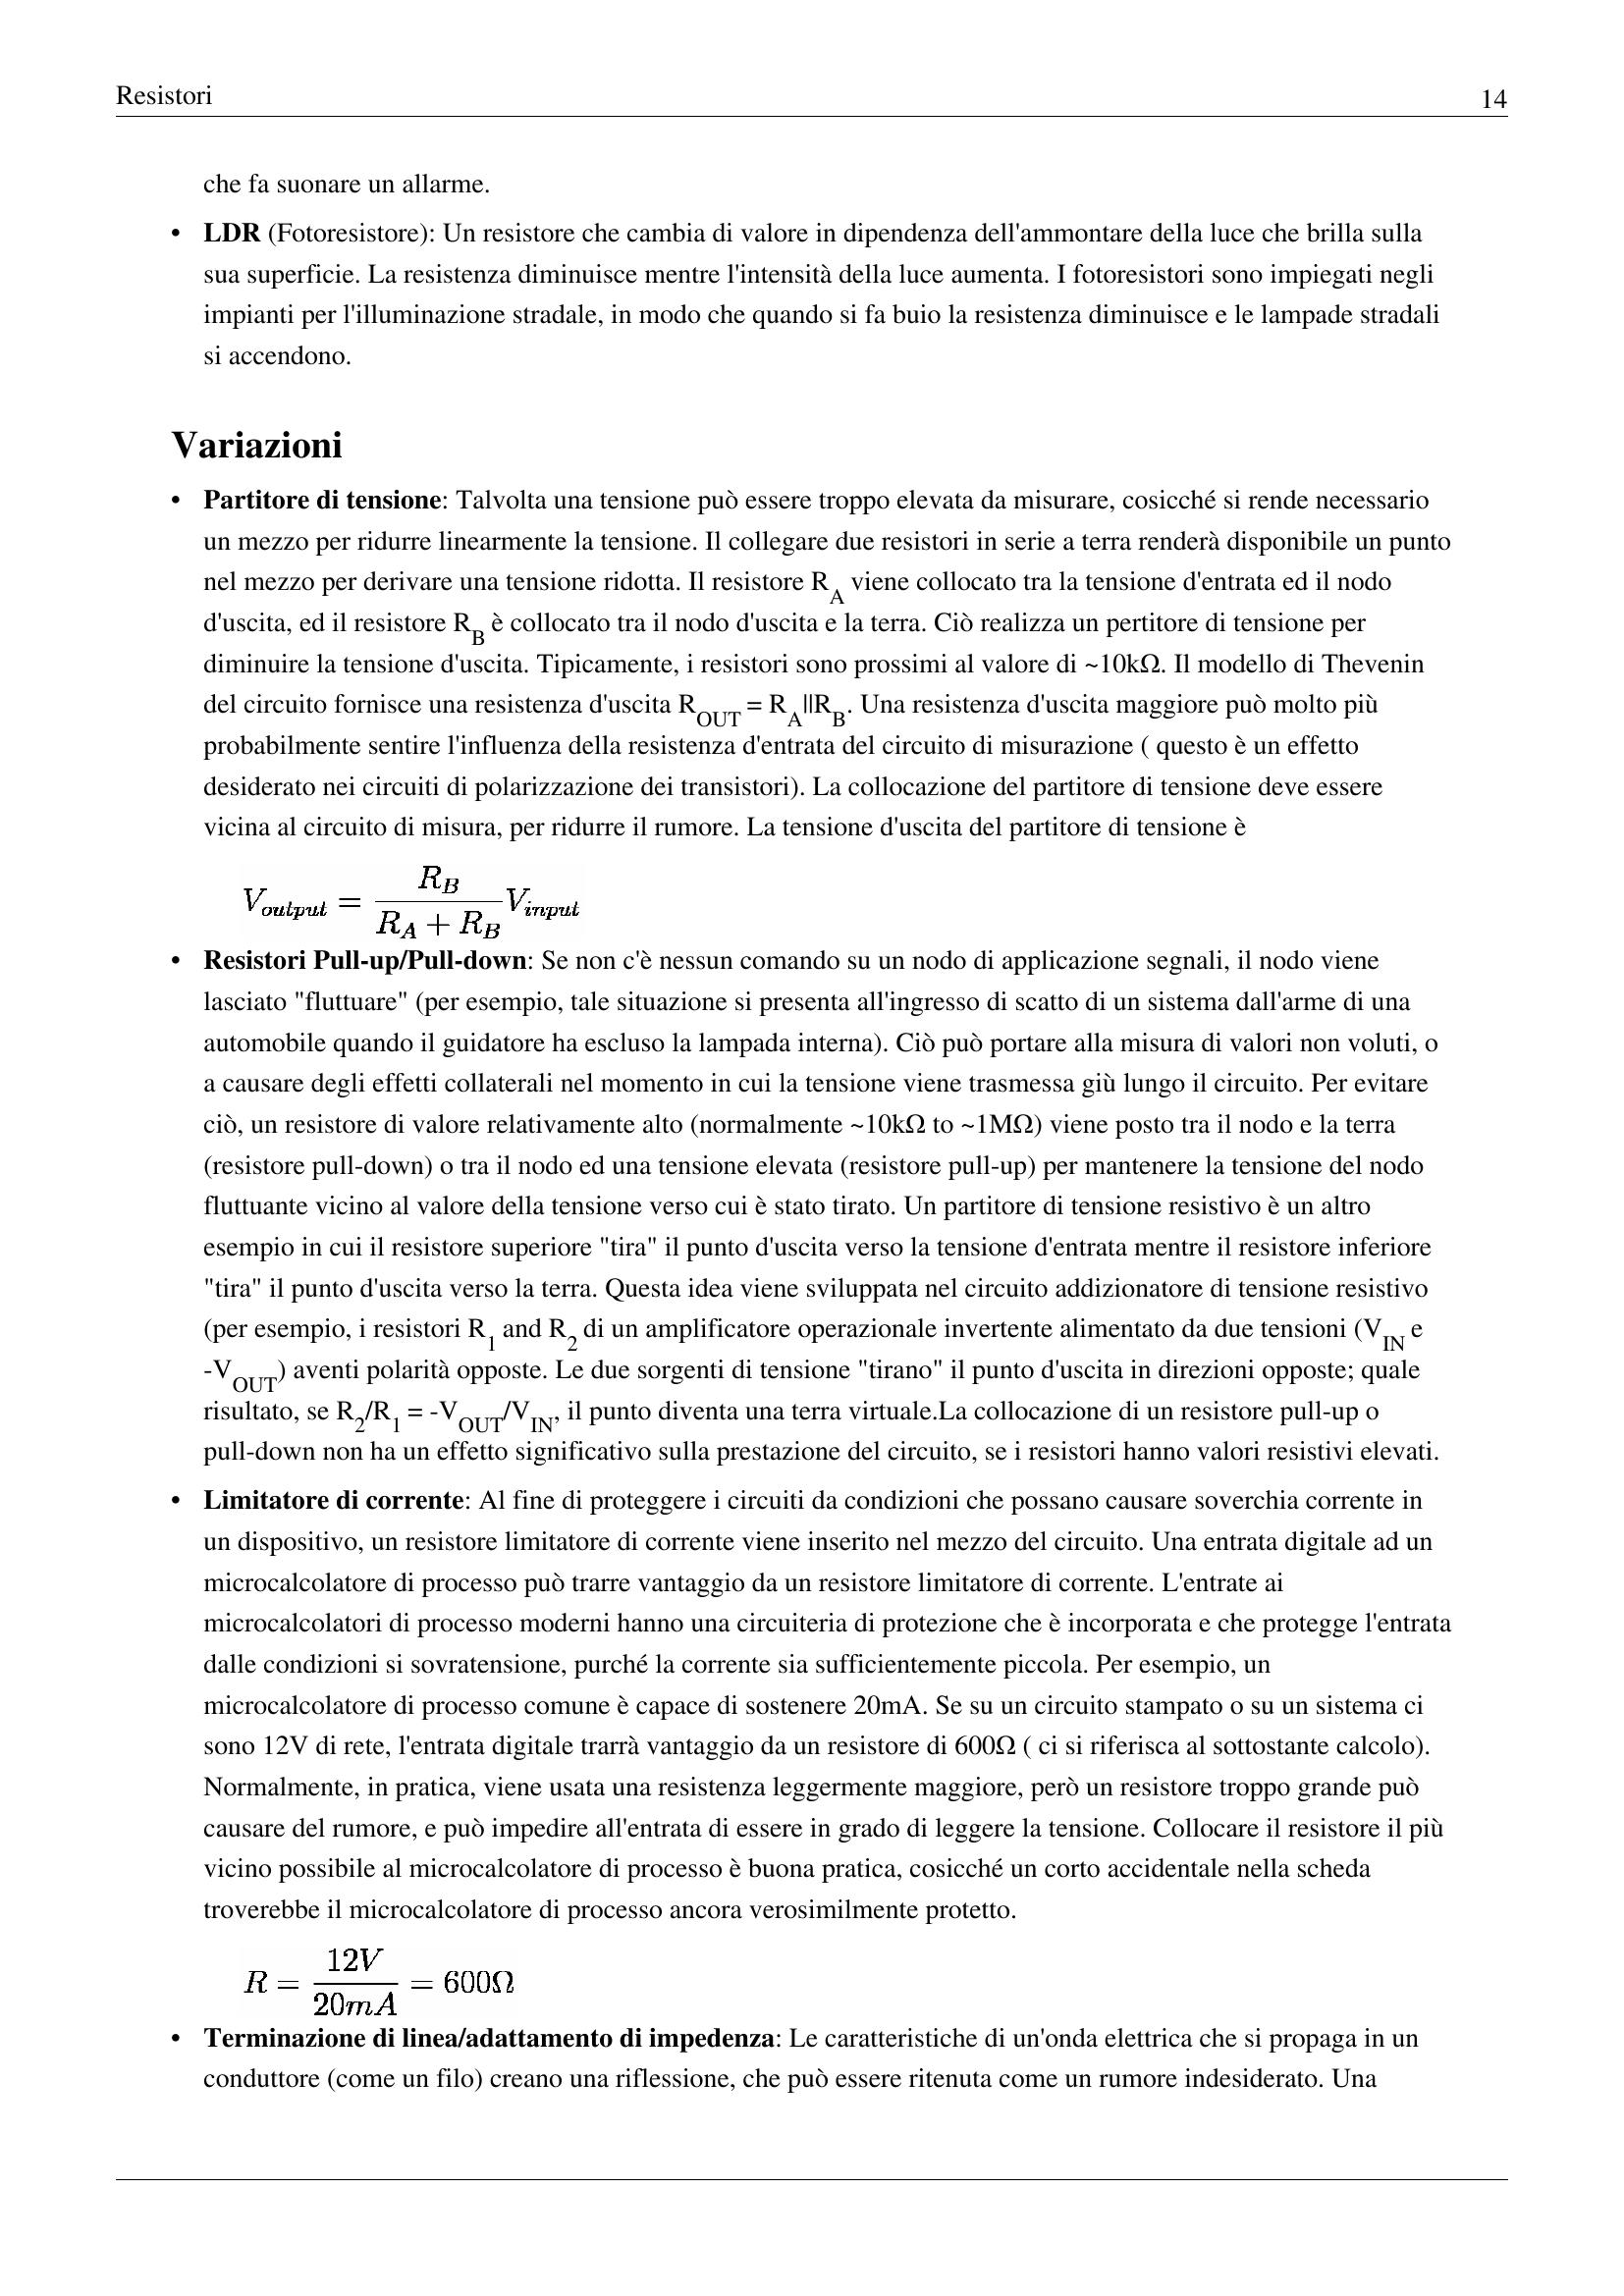 Resistori 14
che fa suonare un allarme.
• LDR (Fotoresistore): Un resistore che cambia di valore in dipendenza dell'ammontare della luce che brilla sulla
sua superficie. La resistenza diminuisce mentre l'intensità della luce aumenta. I fotoresistori sono impiegati negli
impianti per l'illuminazione stradale, in modo che quando si fa buio la resistenza diminuisce e le lampade stradali
si accendono.
Variazioni
• Partitore di tensione: Talvolta una tensione può essere troppo elevata da misurare, cosicché si rende necessario
un mezzo per ridurre linearmente la tensione. Il collegare due resistori in serie a terra renderà disponibile un punto
nel mezzo per derivare una tensione ridotta. Il resistore R_A viene collocato tra la tensione d'entrata ed il nodo
d'uscita, ed il resistore R_B è collocato tra il nodo d'uscita e la terra. Ciò realizza un pertitore di tensione per
diminuire la tensione d'uscita. Tipicamente, i resistori sono prossimi al valore di ~10kΩ. Il modello di Thevenin
del circuito fornisce una resistenza d'uscita R_OUT = R_A||R_B. Una resistenza d'uscita maggiore può molto più
probabilmente sentire l'influenza della resistenza d'entrata del circuito di misurazione ( questo è un effetto
desiderato nei circuiti di polarizzazione dei transistori). La collocazione del partitore di tensione deve essere
vicina al circuito di misura, per ridurre il rumore. La tensione d'uscita del partitore di tensione è
V_output = R_B / (R_A + R_B) V_input
• Resistori Pull-up/Pull-down: Se non c'è nessun comando su un nodo di applicazione segnali, il nodo viene
lasciato "fluttuare" (per esempio, tale situazione si presenta all'ingresso di scatto di un sistema dall'arme di una
automobile quando il guidatore ha escluso la lampada interna). Ciò può portare alla misura di valori non voluti, o
a causare degli effetti collaterali nel momento in cui la tensione viene trasmessa giù lungo il circuito. Per evitare
ciò, un resistore di valore relativamente alto (normalmente ~10kΩ to ~1MΩ) viene posto tra il nodo e la terra
(resistore pull-down) o tra il nodo ed una tensione elevata (resistore pull-up) per mantenere la tensione del nodo
fluttuante vicino al valore della tensione verso cui è stato tirato. Un partitore di tensione resistivo è un altro
esempio in cui il resistore superiore "tira" il punto d'uscita verso la tensione d'entrata mentre il resistore inferiore
"tira" il punto d'uscita verso la terra. Questa idea viene sviluppata nel circuito addizionatore di tensione resistivo
(per esempio, i resistori R_1 and R_2 di un amplificatore operazionale invertente alimentato da due tensioni (V_IN e
-V_OUT) aventi polarità opposte. Le due sorgenti di tensione "tirano" il punto d'uscita in direzioni opposte; quale
risultato, se R_2/R_1 = -V_OUT/V_IN, il punto diventa una terra virtuale.La collocazione di un resistore pull-up o
pull-down non ha un effetto significativo sulla prestazione del circuito, se i resistori hanno valori resistivi elevati.
• Limitatore di corrente: Al fine di proteggere i circuiti da condizioni che possano causare soverchia corrente in
un dispositivo, un resistore limitatore di corrente viene inserito nel mezzo del circuito. Una entrata digitale ad un
microcalcolatore di processo può trarre vantaggio da un resistore limitatore di corrente. L'entrate ai
microcalcolatori di processo moderni hanno una circuiteria di protezione che è incorporata e che protegge l'entrata
dalle condizioni si sovratensione, purché la corrente sia sufficientemente piccola. Per esempio, un
microcalcolatore di processo comune è capace di sostenere 20mA. Se su un circuito stampato o su un sistema ci
sono 12V di rete, l'entrata digitale trarrà vantaggio da un resistore di 600Ω ( ci si riferisca al sottostante calcolo).
Normalmente, in pratica, viene usata una resistenza leggermente maggiore, però un resistore troppo grande può
causare del rumore, e può impedire all'entrata di essere in grado di leggere la tensione. Collocare il resistore il più
vicino possibile al microcalcolatore di processo è buona pratica, cosicché un corto accidentale nella scheda
troverebbe il microcalcolatore di processo ancora verosimilmente protetto.
R = 12V / 20mA = 600Ω
• Terminazione di linea/adattamento di impedenza: Le caratteristiche di un'onda elettrica che si propaga in un
conduttore (come un filo) creano una riflessione, che può essere ritenuta come un rumore indesiderato. Una